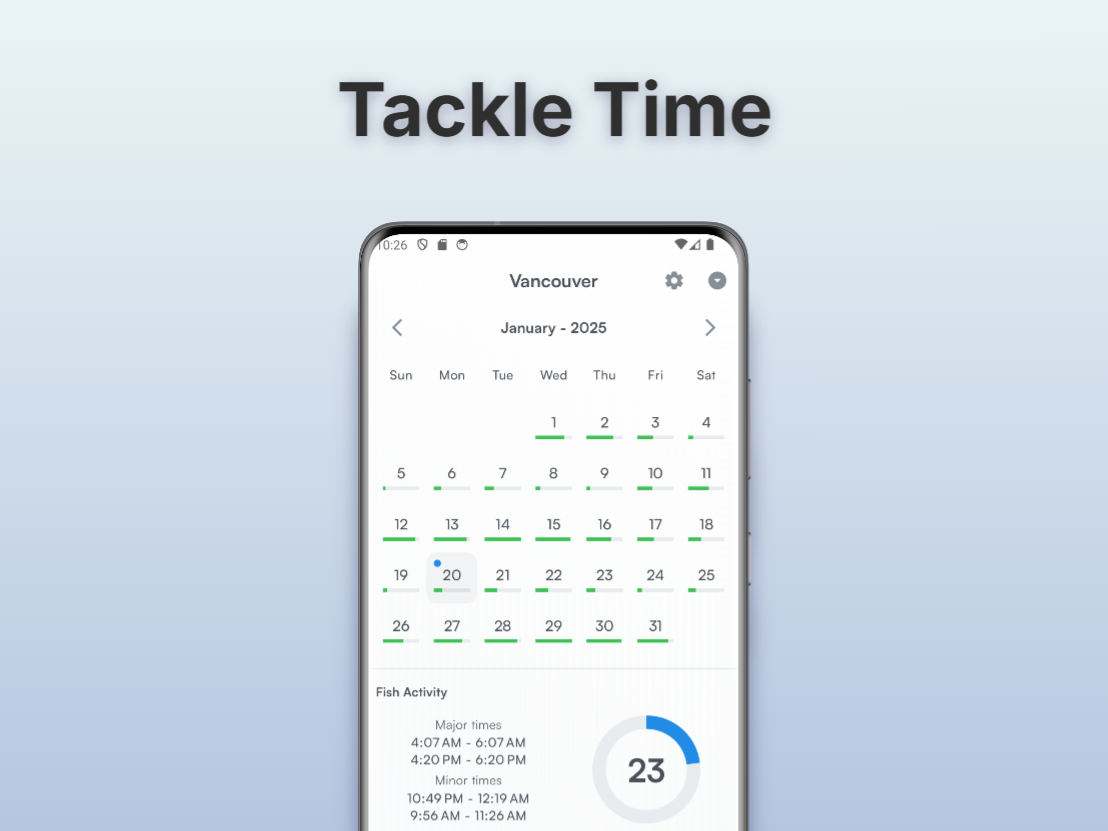 Tackle Time
10:26
Vancouver
January - 2025
Sun Mon Tue Wed Thu Fri Sat
1 2 3 4
5 6 7 8 9 10 11
12 13 14 15 16 17 18
19 20 21 22 23 24 25
26 27 28 29 30 31
Fish Activity
Major times
4:07 AM - 6:07 AM
4:20 PM - 6:20 PM
Minor times
10:49 PM - 12:19 AM
9:56 AM - 11:26 AM
23